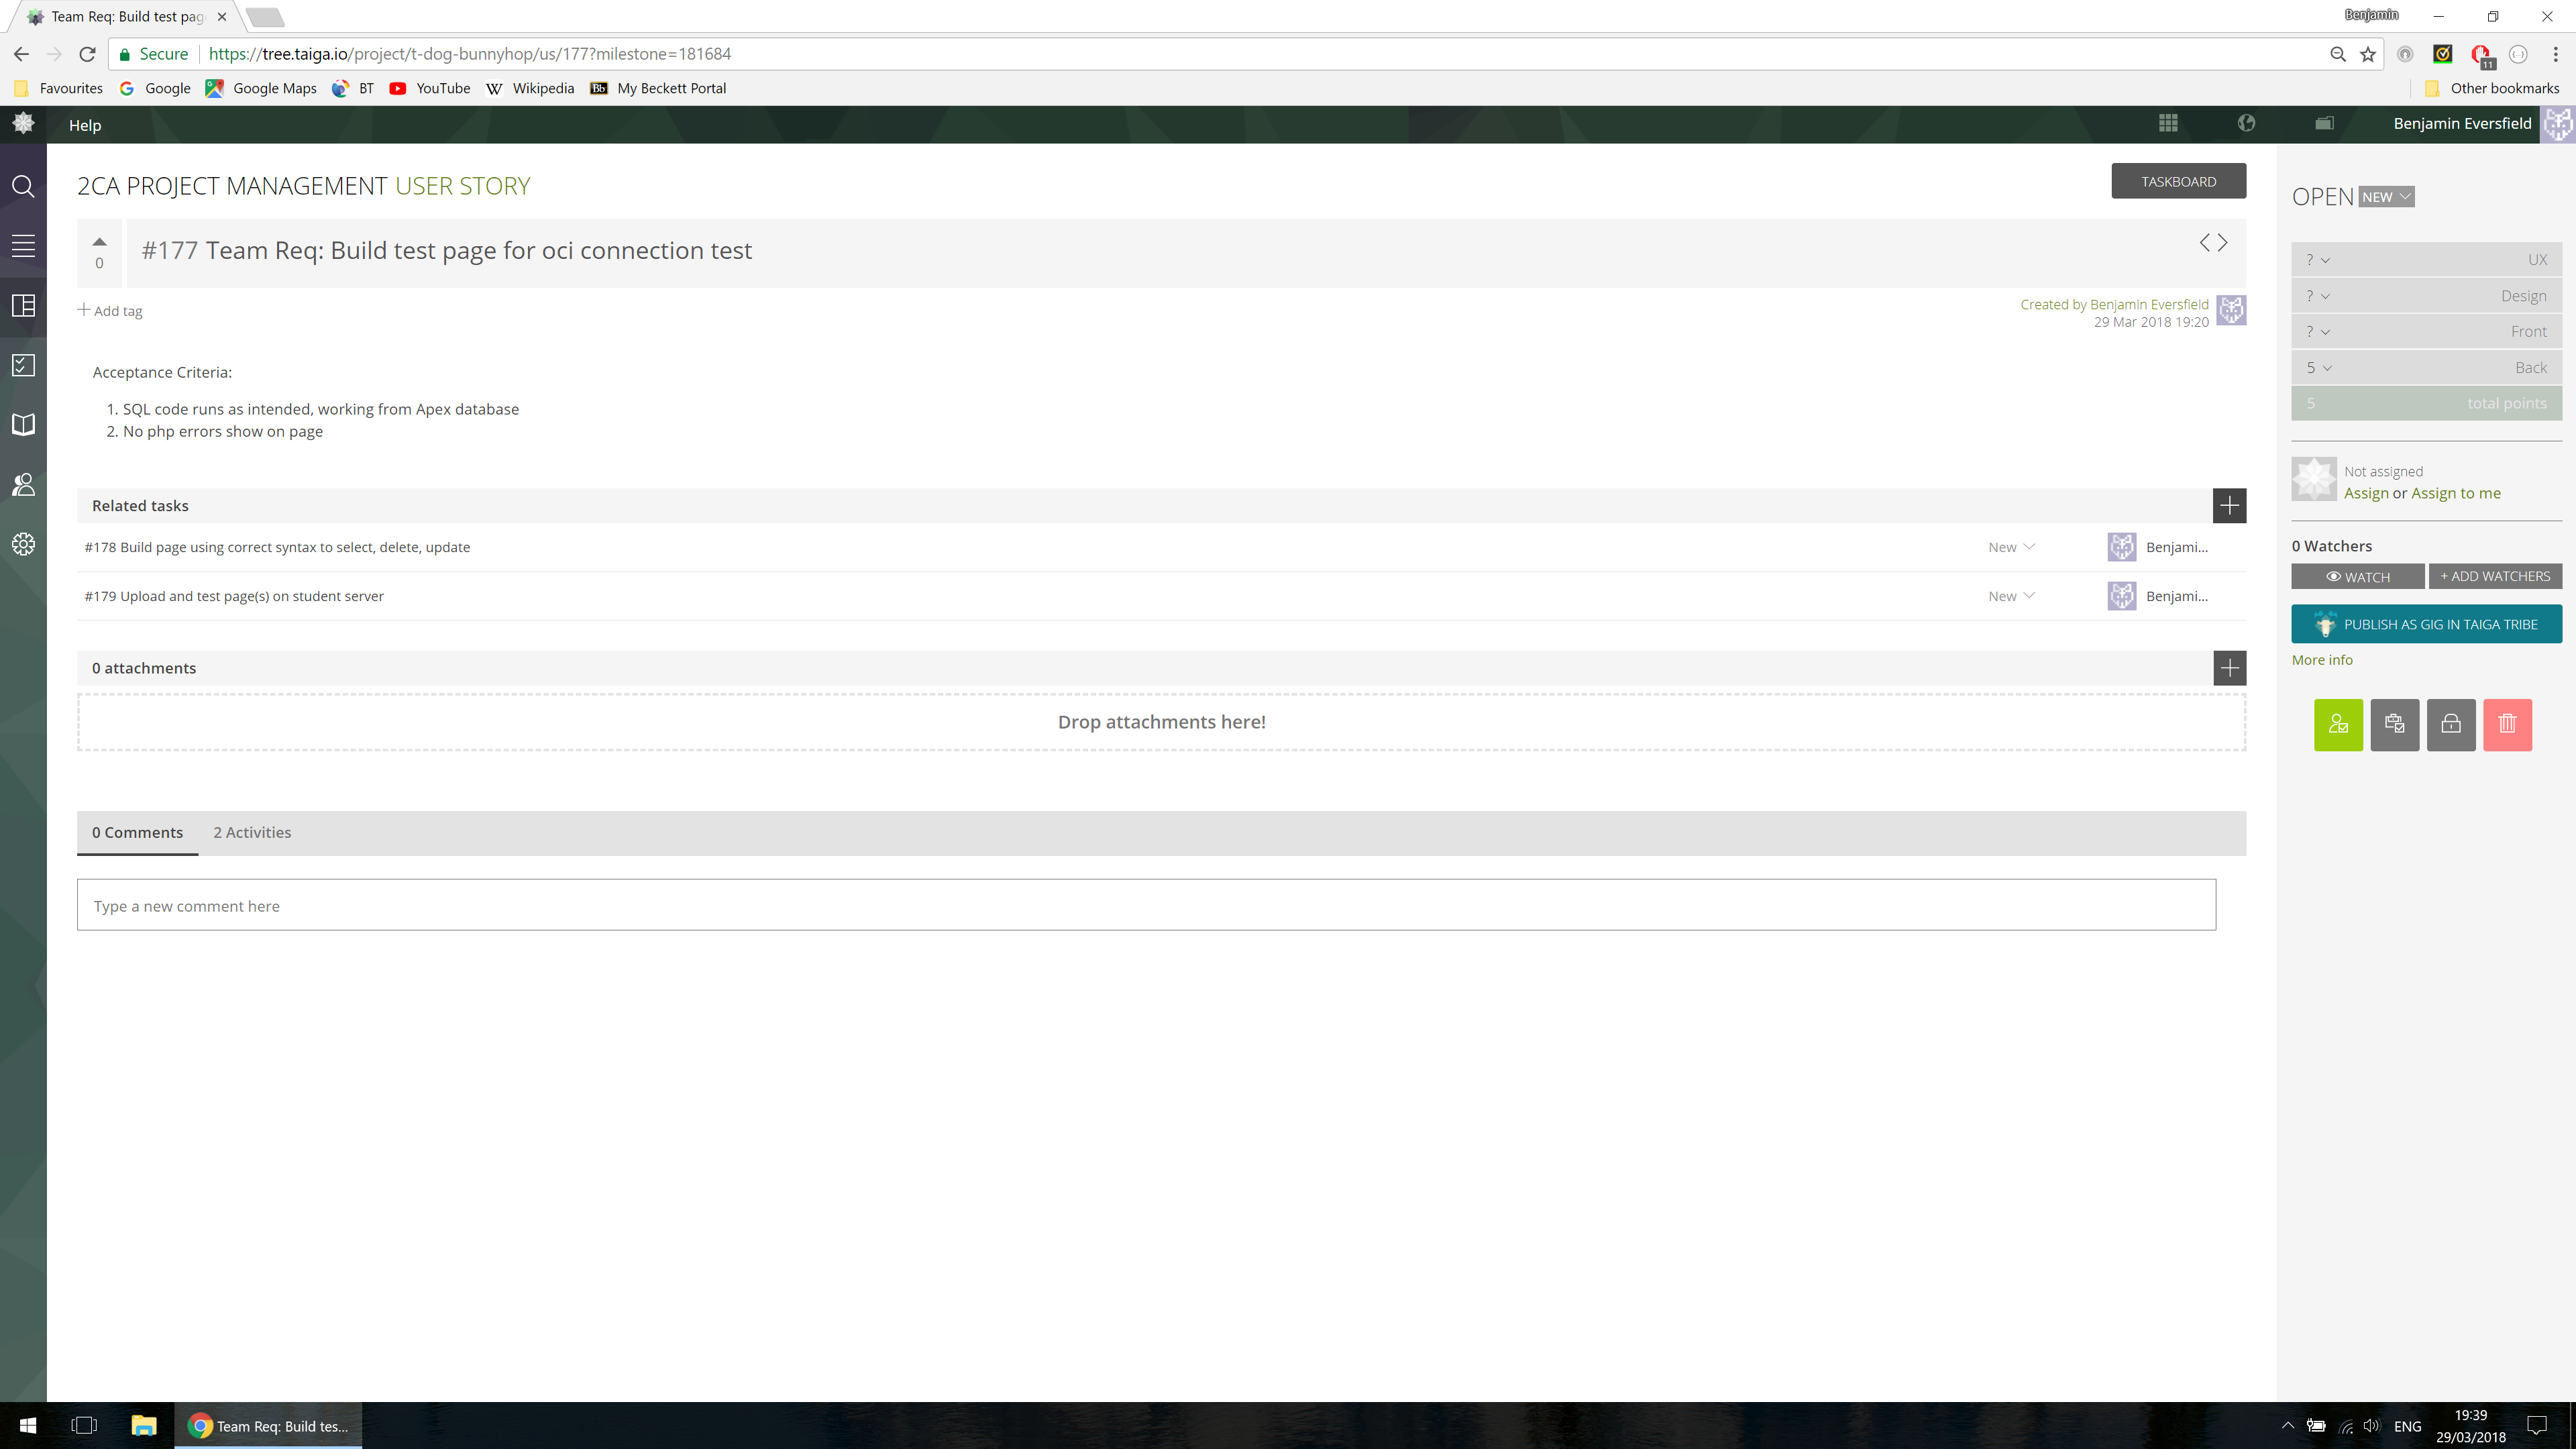 Team Req: Build test pag
Benjamin
Secure
https://tree.taiga.io/project/t-dog-bunnyhop/us/177?milestone=181684
11
Favourites Google Google Maps BT YouTube Wikipedia Bb My Beckett Portal Other bookmarks
Help
Benjamin Eversfield
2CA PROJECT MANAGEMENT USER STORY
TASKBOARD
0
#177 Team Req: Build test page for oci connection test
Add tag
Created by Benjamin Eversfield
29 Mar 2018 19:20
Acceptance Criteria:
1. SQL code runs as intended, working from Apex database
2. No php errors show on page
Related tasks
#178 Build page using correct syntax to select, delete, update New Benjami...
#179 Upload and test page(s) on student server New Benjami...
0 attachments
Drop attachments here!
0 Comments 2 Activities
Type a new comment here
OPEN NEW
? UX
? Design
? Front
5 Back
5 total points
Not assigned
Assign or Assign to me
0 Watchers
WATCH
+ ADD WATCHERS
PUBLISH AS GIG IN TAIGA TRIBE
More info
Team Req: Build tes...
ENG
19:39
29/03/2018